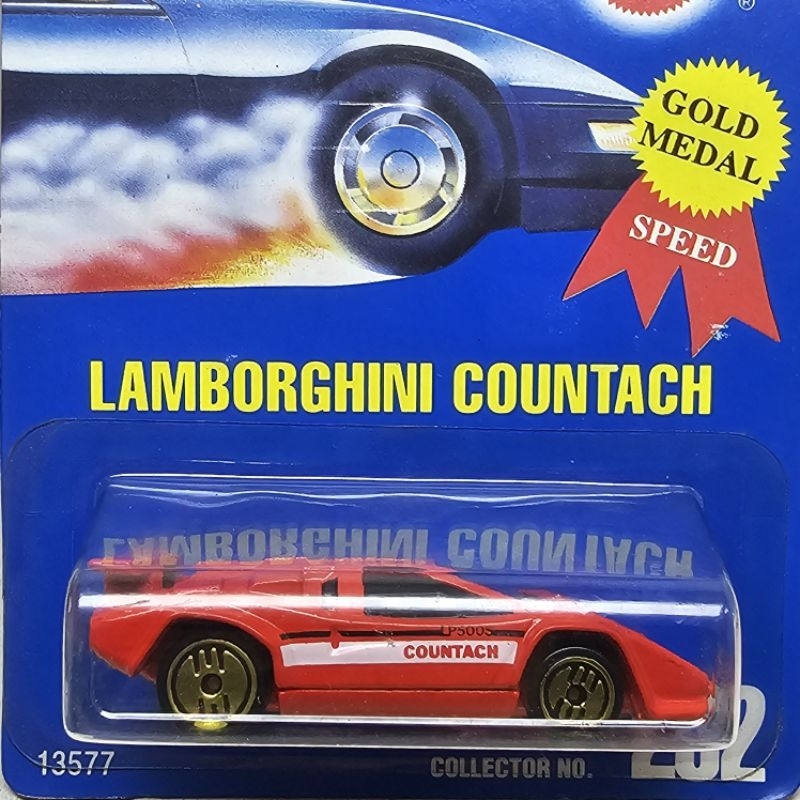 ®
GOLD
MEDAL
SPEED
LAMBORGHINI COUNTACH
LP500S
COUNTACH
13577
COLLECTOR NO.